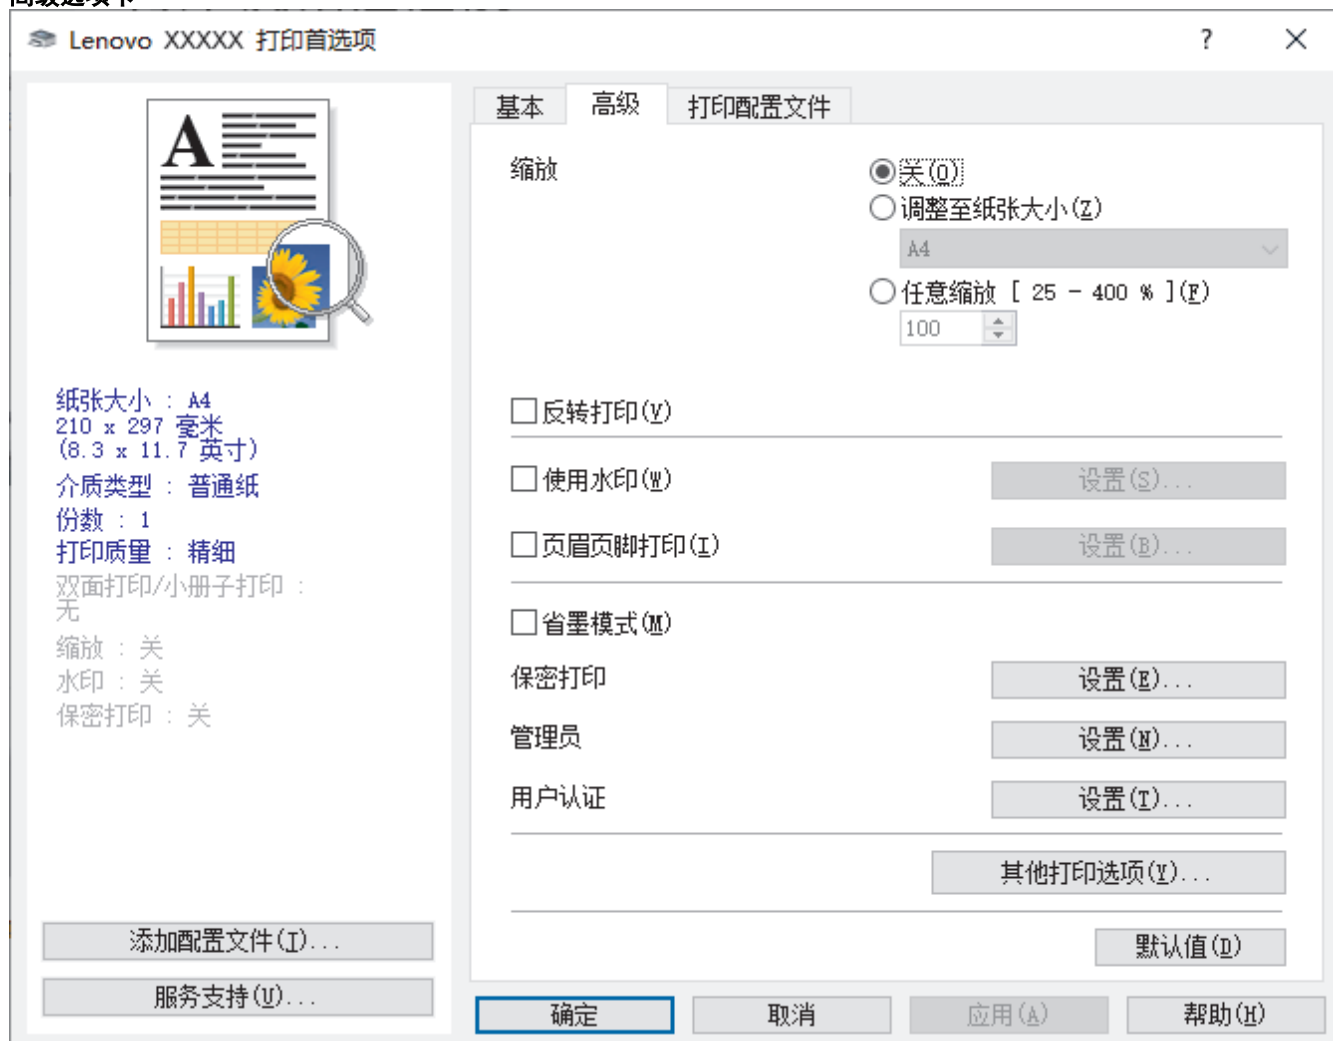 高级选项卡
Lenovo XXXXX 打印首选项
?
A
纸张大小 : A4
210 x 297 毫米
(8.3 x 11.7 英寸)
介质类型 : 普通纸
份数 : 1
打印质量 : 精细
双面打印/小册子打印 :
无
缩放 : 关
水印 : 关
保密打印 : 关
添加配置文件(I)...
服务支持(U)...
基本 高级 打印配置文件
缩放
关(O)
调整至纸张大小(Z)
A4
任意缩放 [ 25 - 400 % ](F)
100
反转打印(V)
使用水印(W) 设置(S)...
页眉页脚打印(I) 设置(B)...
省墨模式(M)
保密打印 设置(E)...
管理员 设置(N)...
用户认证 设置(T)...
其他打印选项(Y)...
默认值(D)
确定 取消 应用(A) 帮助(H)